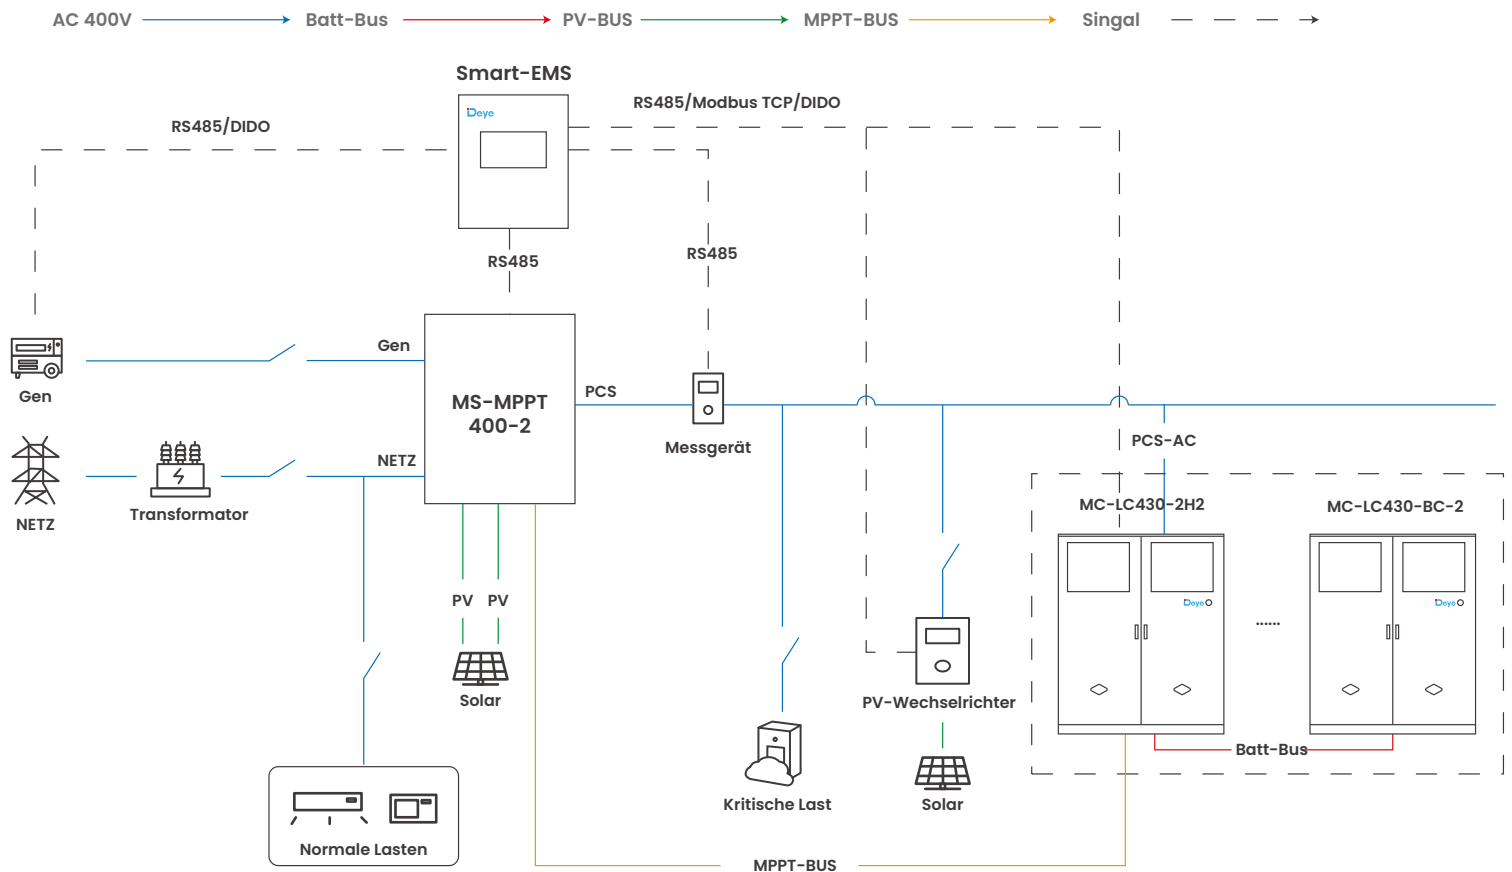 AC 400V
Batt-Bus
PV-BUS
MPPT-BUS
Singal
Smart-EMS
Deye
RS485/DIDO
RS485/Modbus TCP/DIDO
RS485
RS485
Gen
Gen
MS-MPPT
400-2
PCS
Messgerät
NETZ
NETZ
Transformator
PCS-AC
MC-LC430-2H2
MC-LC430-BC-2
Deye
Deye
......
PV
PV
Solar
PV-Wechselrichter
Batt-Bus
Kritische Last
Solar
Normale Lasten
MPPT-BUS